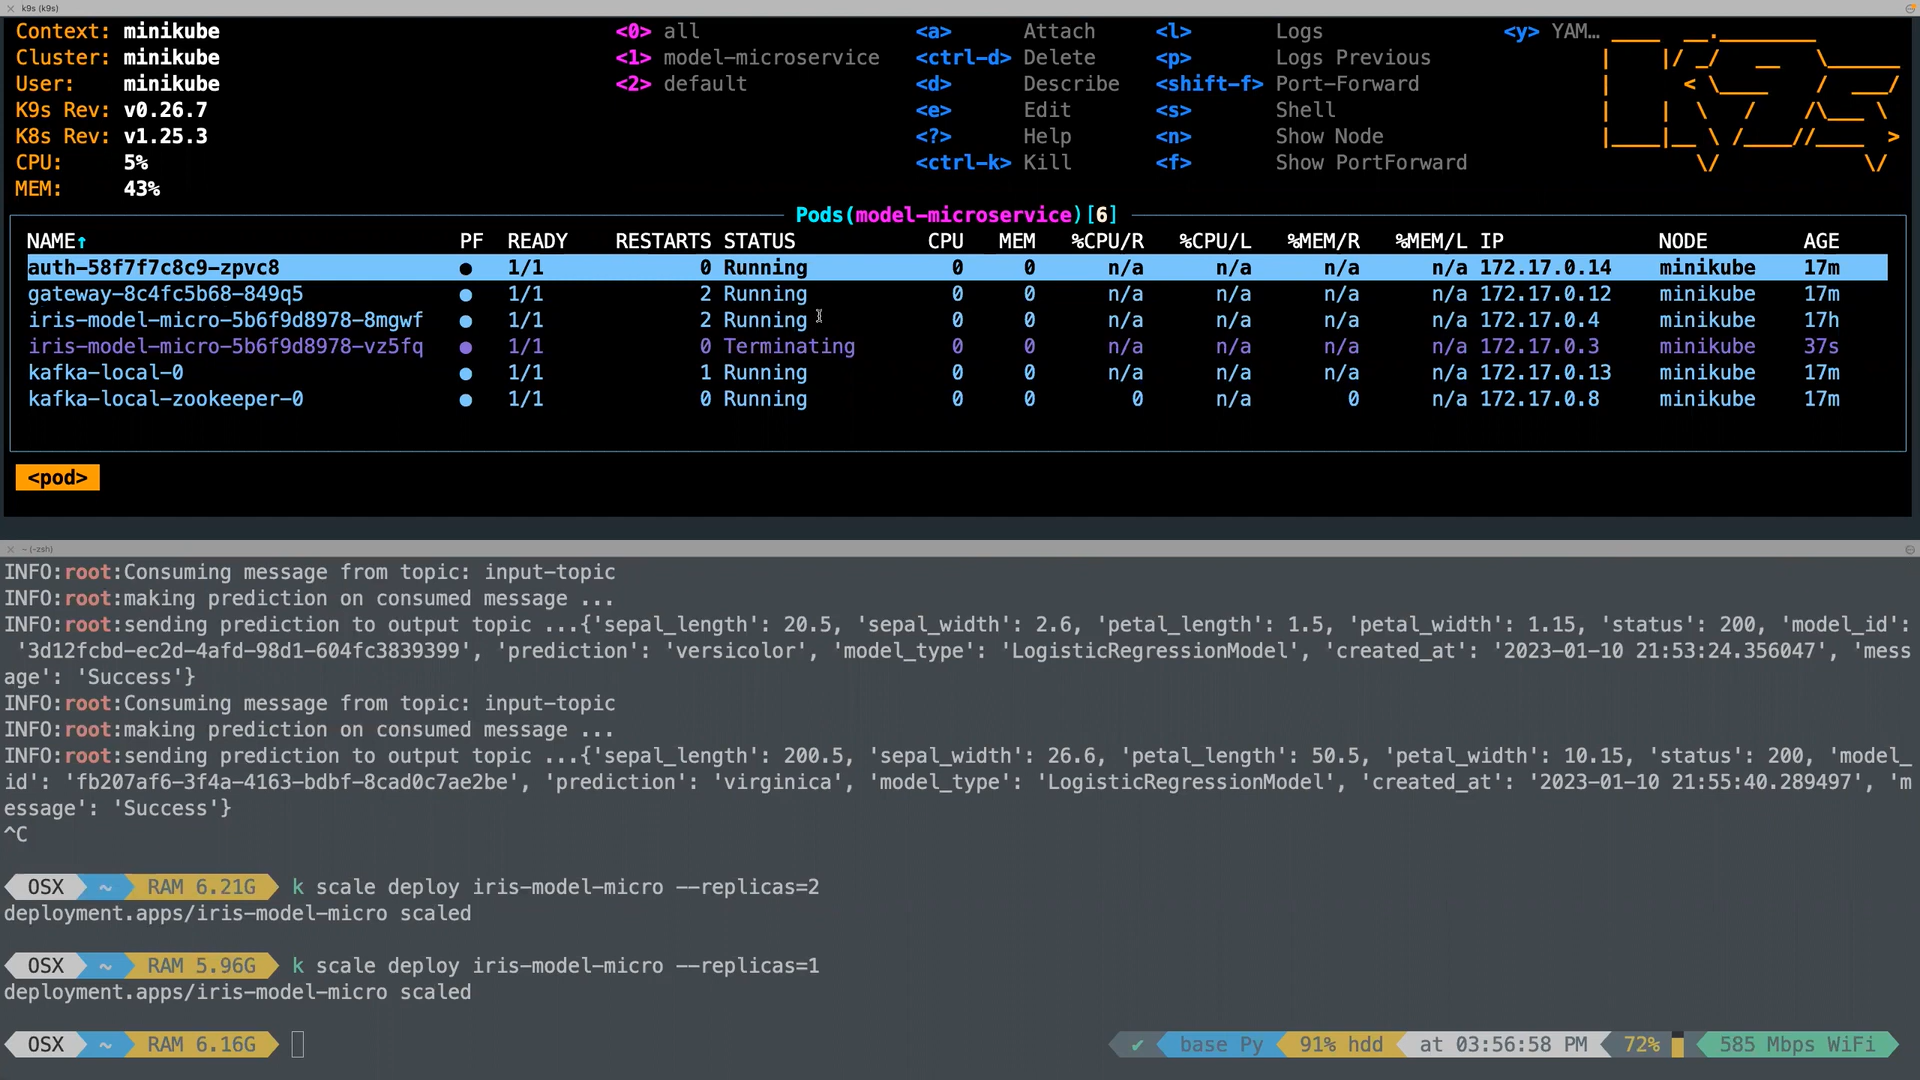 k9s (k9s)
Context: minikube <0> all <a> Attach <l> Logs <y> YAM…
Cluster: minikube <1> model-microservice <ctrl-d> Delete <p> Logs Previous
User: minikube <2> default <d> Describe <shift-f> Port-Forward
K9s Rev: v0.26.7 <e> Edit <s> Shell
K8s Rev: v1.25.3 <?> Help <n> Show Node
CPU: 5% <ctrl-k> Kill <f> Show PortForward
MEM: 43%
Pods(model-microservice)[6]
NAME↑ PF READY RESTARTS STATUS CPU MEM %CPU/R %CPU/L %MEM/R %MEM/L IP NODE AGE
auth-58f7f7c8c9-zpvc8 ● 1/1 0 Running 0 0 n/a n/a n/a n/a 172.17.0.14 minikube 17m
gateway-8c4fc5b68-849q5 ● 1/1 2 Running 0 0 n/a n/a n/a n/a 172.17.0.12 minikube 17m
iris-model-micro-5b6f9d8978-8mgwf ● 1/1 2 Running 0 0 n/a n/a n/a n/a 172.17.0.4 minikube 17h
iris-model-micro-5b6f9d8978-vz5fq ● 1/1 0 Terminating 0 0 n/a n/a n/a n/a 172.17.0.3 minikube 37s
kafka-local-0 ● 1/1 1 Running 0 0 n/a n/a n/a n/a 172.17.0.13 minikube 17m
kafka-local-zookeeper-0 ● 1/1 0 Running 0 0 0 n/a 0 n/a 172.17.0.8 minikube 17m
<pod>
~ (-zsh)
INFO:root:Consuming message from topic: input-topic
INFO:root:making prediction on consumed message ...
INFO:root:sending prediction to output topic ...{'sepal_length': 20.5, 'sepal_width': 2.6, 'petal_length': 1.5, 'petal_width': 1.15, 'status': 200, 'model_id':
'3d12fcbd-ec2d-4afd-98d1-604fc3839399', 'prediction': 'versicolor', 'model_type': 'LogisticRegressionModel', 'created_at': '2023-01-10 21:53:24.356047', 'mess
age': 'Success'}
INFO:root:Consuming message from topic: input-topic
INFO:root:making prediction on consumed message ...
INFO:root:sending prediction to output topic ...{'sepal_length': 200.5, 'sepal_width': 26.6, 'petal_length': 50.5, 'petal_width': 10.15, 'status': 200, 'model_
id': 'fb207af6-3f4a-4163-bdbf-8cad0c7ae2be', 'prediction': 'virginica', 'model_type': 'LogisticRegressionModel', 'created_at': '2023-01-10 21:55:40.289497', 'm
essage': 'Success'}
^C
OSX ~ RAM 6.21G k scale deploy iris-model-micro --replicas=2
deployment.apps/iris-model-micro scaled
OSX ~ RAM 5.96G k scale deploy iris-model-micro --replicas=1
deployment.apps/iris-model-micro scaled
OSX ~ RAM 6.16G ✔ base Py 91% hdd at 03:56:58 PM 72% 585 Mbps WiFi